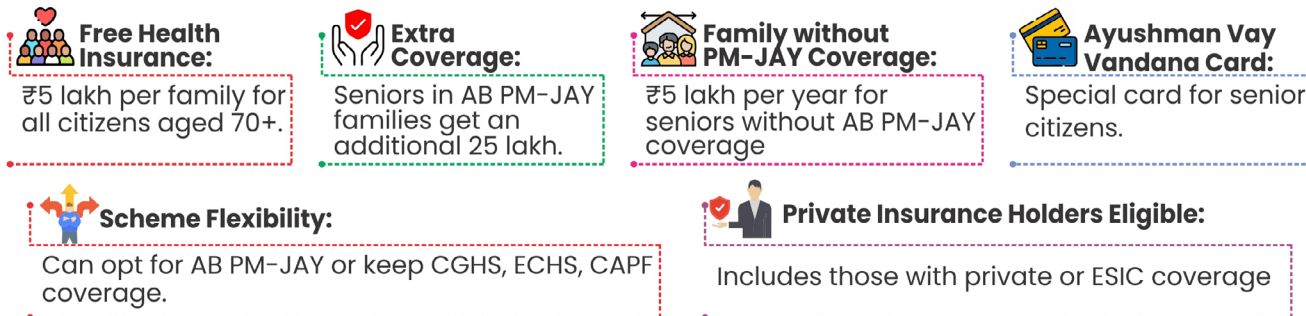 Free Health
Insurance:
₹5 lakh per family for
all citizens aged 70+.
Extra
Coverage:
Seniors in AB PM-JAY
families get an
additional 25 lakh.
Family without
PM-JAY Coverage:
₹5 lakh per year for
seniors without AB PM-JAY
coverage
Ayushman Vay
Vandana Card:
Special card for senior
citizens.
Scheme Flexibility:
Can opt for AB PM-JAY or keep CGHS, ECHS, CAPF
coverage.
Private Insurance Holders Eligible:
Includes those with private or ESIC coverage